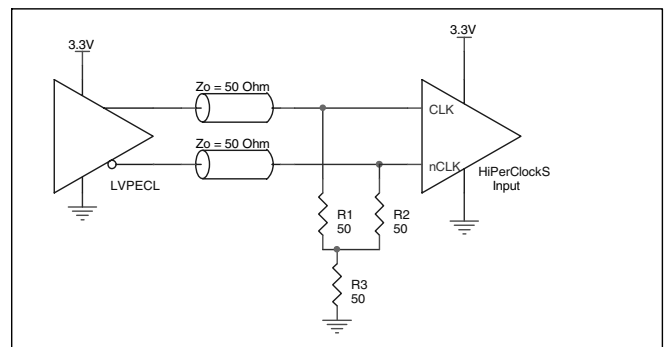 3.3V
3.3V
Zo = 50 Ohm
CLK
Zo = 50 Ohm
nCLK
LVPECL
HiPerClockS
Input
R1
50
R2
50
R3
50